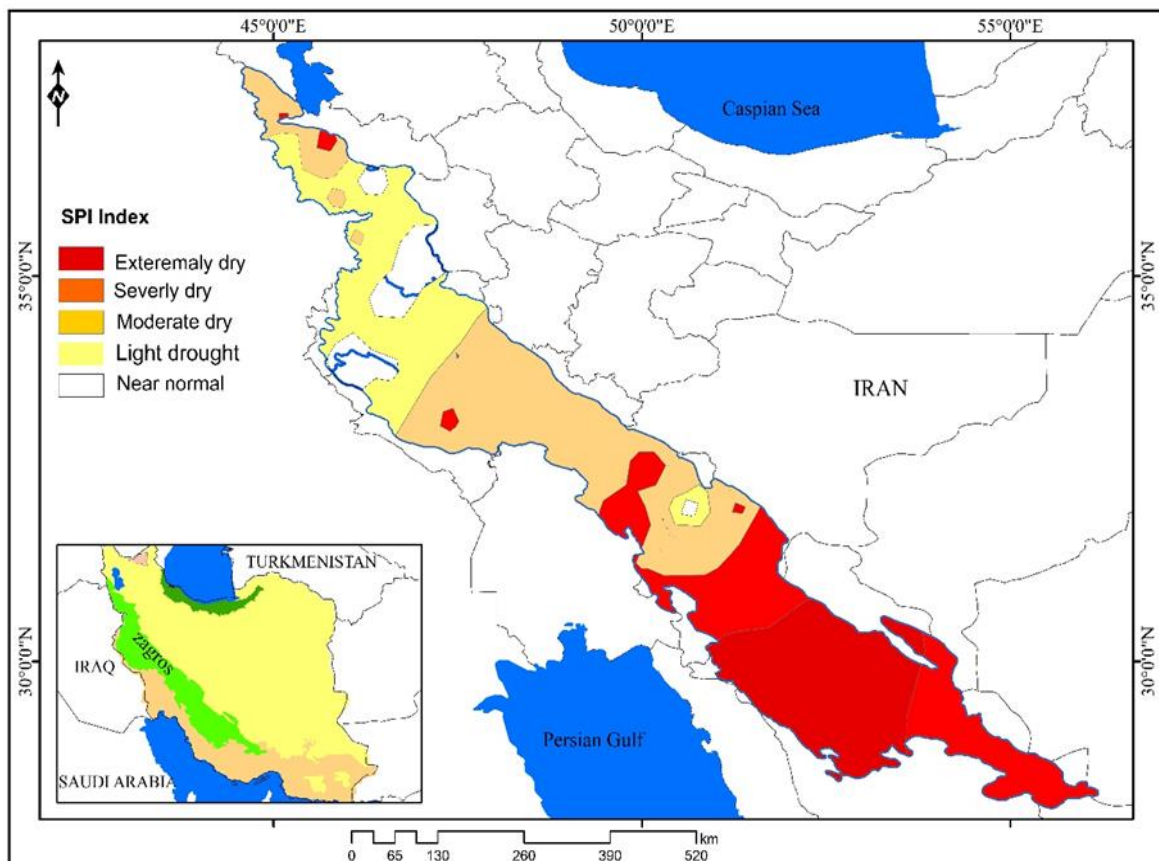 45°0'0"E
50°0'0"E
55°0'0"E
N
Caspian Sea
SPI Index
Exteremaly dry
Severly dry
Moderate dry
Light drought
Near normal
35°0'0"N
35°0'0"N
IRAN
TURKMENISTAN
zagros
IRAQ
SAUDI ARABIA
30°0'0"N
30°0'0"N
Persian Gulf
km
0 65 130 260 390 520